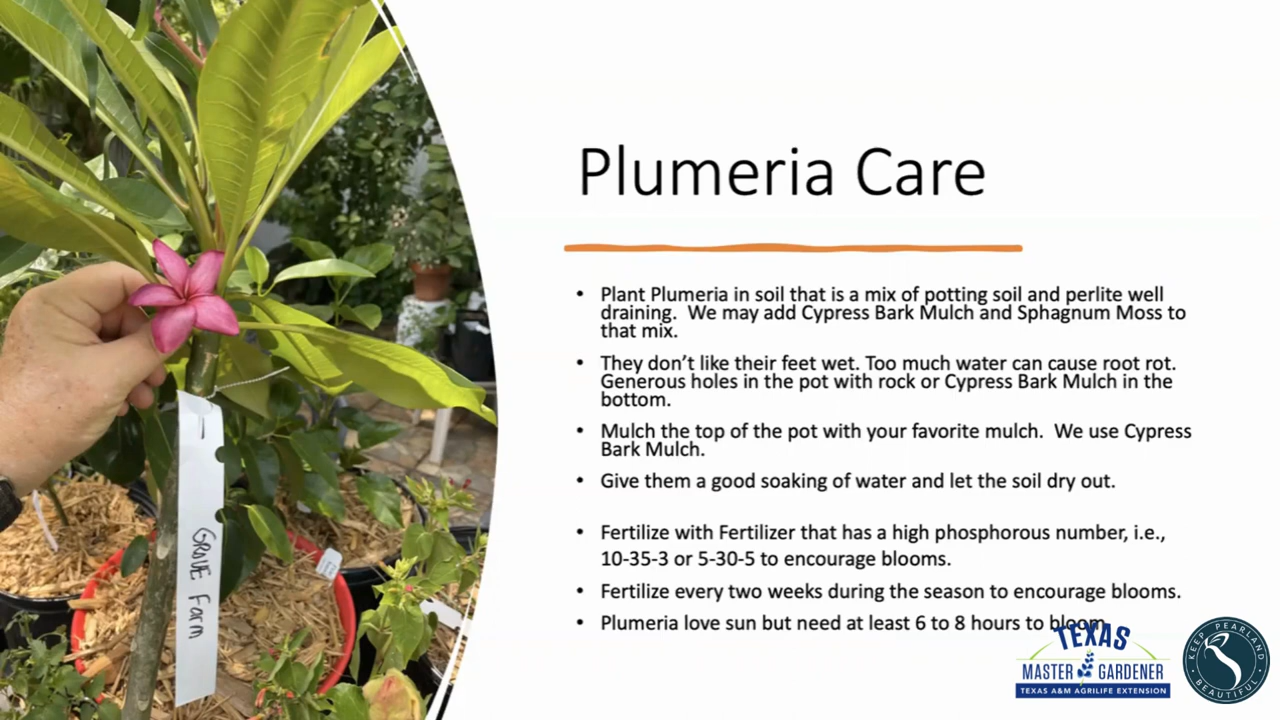 Plumeria Care
• Plant Plumeria in soil that is a mix of potting soil and perlite well
draining.  We may add Cypress Bark Mulch and Sphagnum Moss to
that mix.
• They don’t like their feet wet. Too much water can cause root rot.
Generous holes in the pot with rock or Cypress Bark Mulch in the
bottom.
• Mulch the top of the pot with your favorite mulch.  We use Cypress
Bark Mulch.
• Give them a good soaking of water and let the soil dry out.
• Fertilize with Fertilizer that has a high phosphorous number, i.e.,
10-35-3 or 5-30-5 to encourage blooms.
• Fertilize every two weeks during the season to encourage blooms.
• Plumeria love sun but need at least 6 to 8 hours to bloom.
GROVE Farm
TEXAS
MASTER GARDENER
TEXAS A&M AGRILIFE EXTENSION
KEEP PEARLAND
BEAUTIFUL